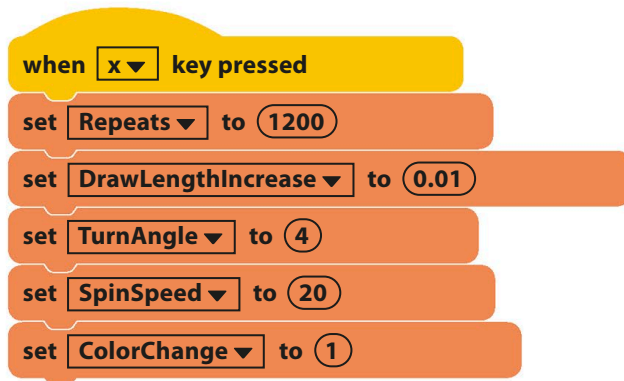 when x key pressed
set Repeats to 1200
set DrawLengthIncrease to 0.01
set TurnAngle to 4
set SpinSpeed to 20
set ColorChange to 1